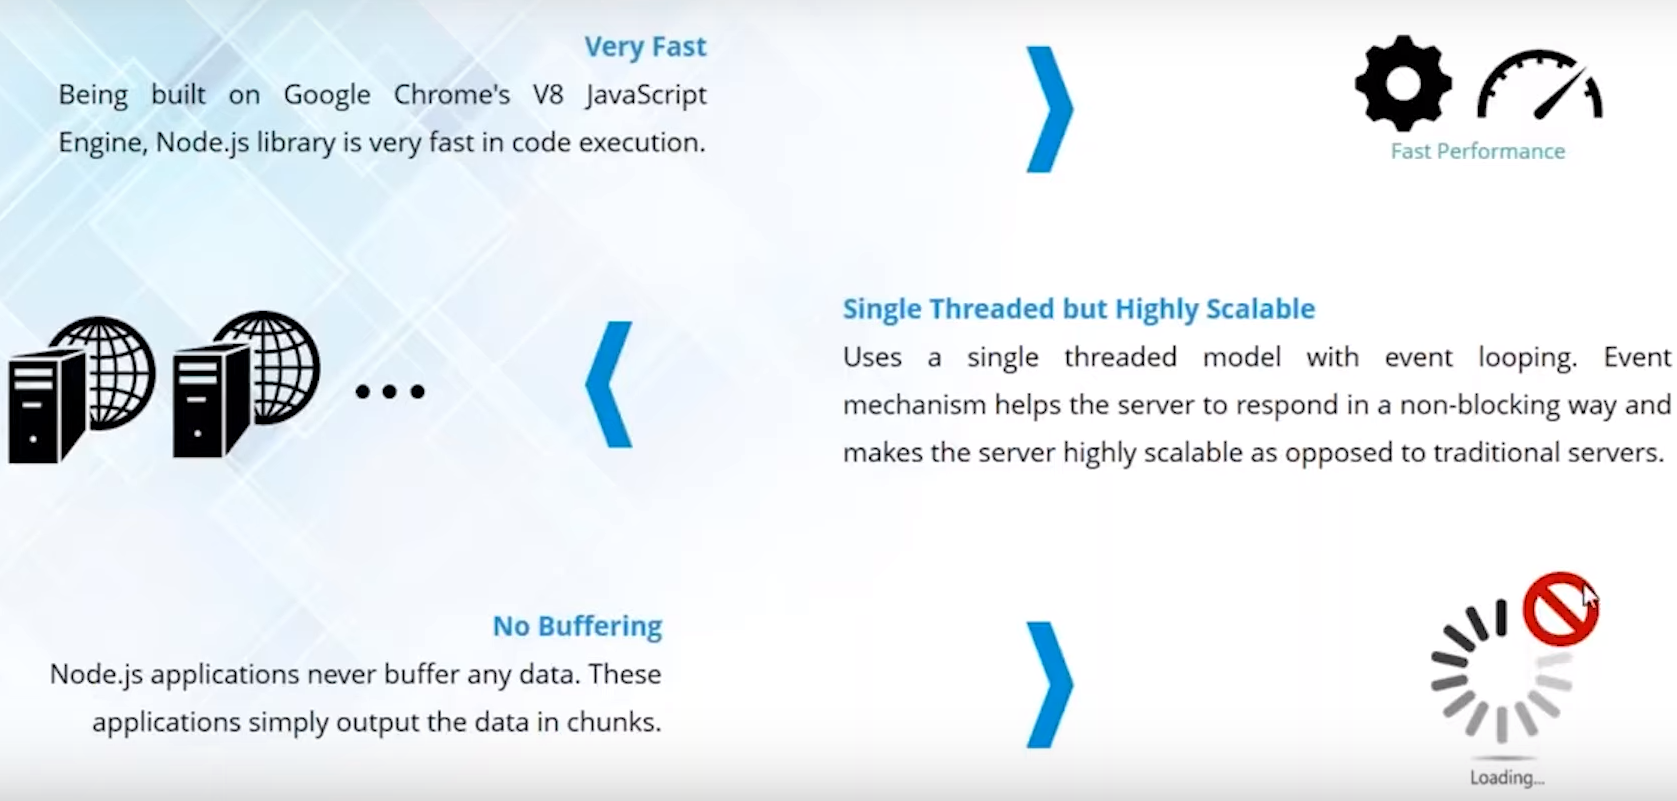 Very Fast
Being built on Google Chrome's V8 JavaScript
Engine, Node.js library is very fast in code execution.
Fast Performance
Single Threaded but Highly Scalable
Uses a single threaded model with event looping. Event
mechanism helps the server to respond in a non-blocking way and
makes the server highly scalable as opposed to traditional servers.
No Buffering
Node.js applications never buffer any data. These
applications simply output the data in chunks.
Loading...